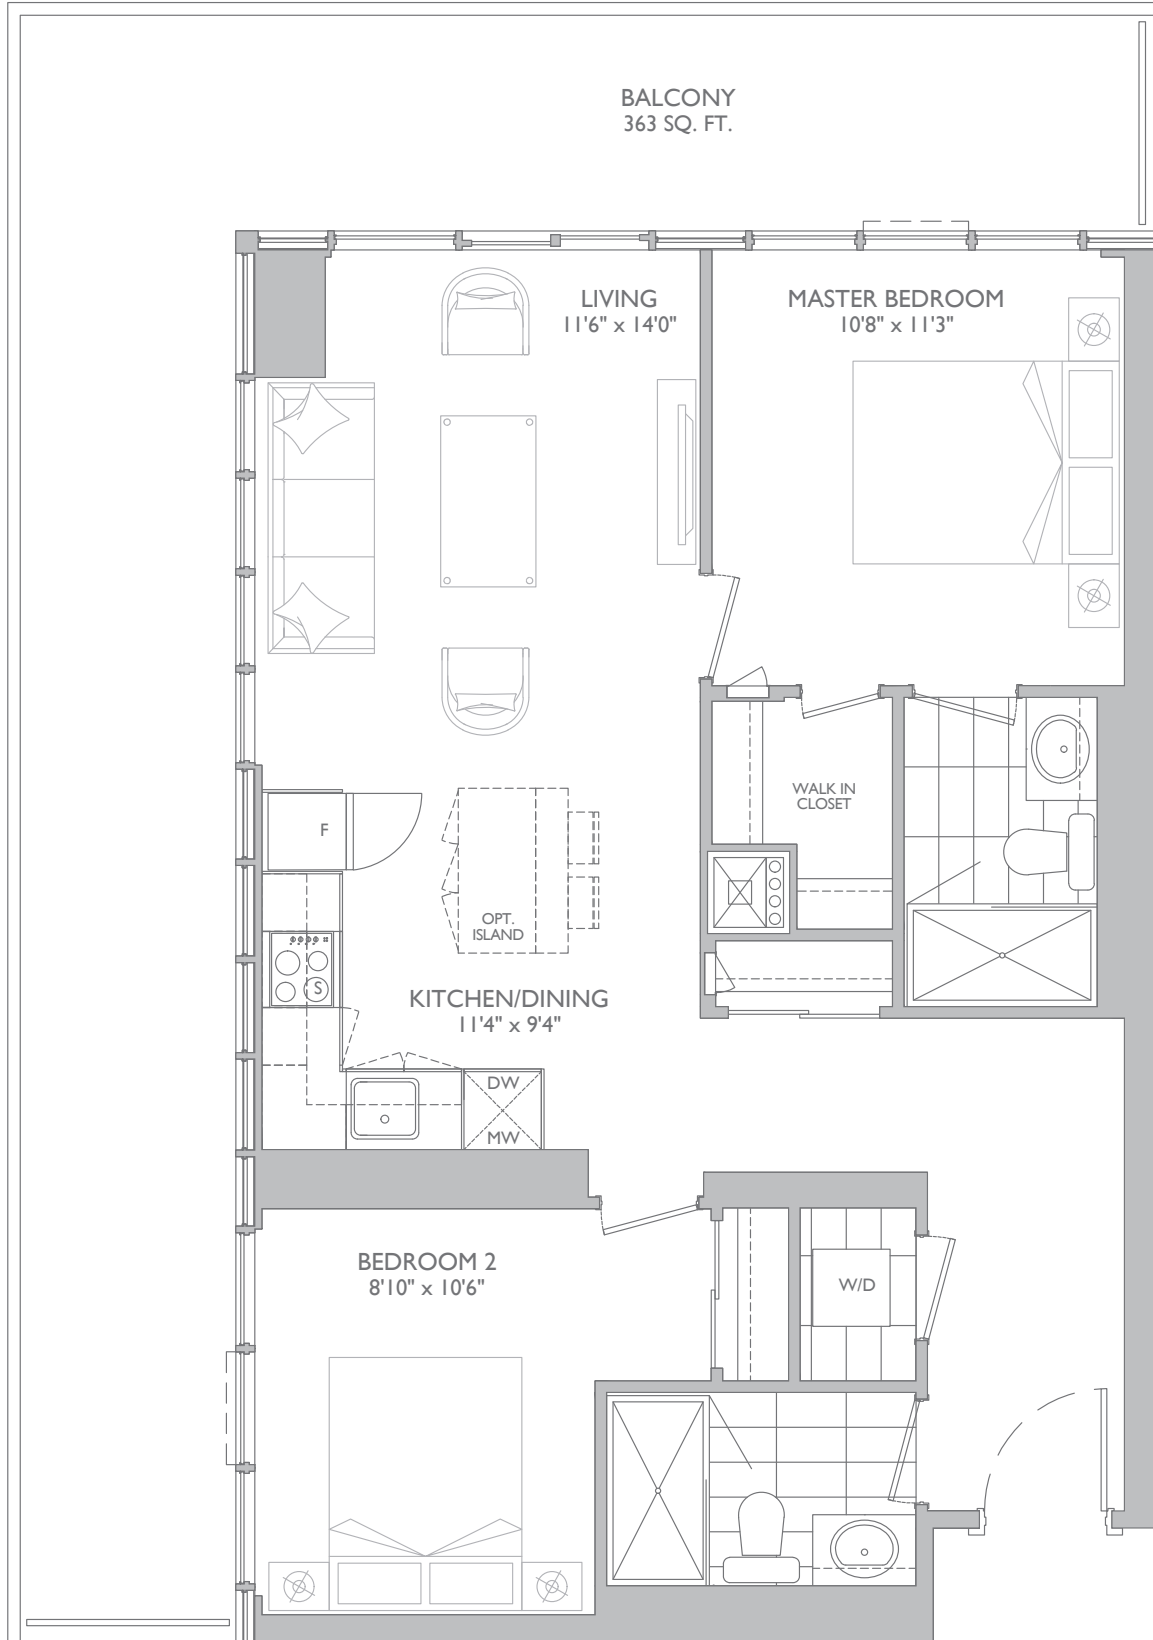 BALCONY
363 SQ. FT.
LIVING
11'6" x 14'0"
MASTER BEDROOM
10'8" x 11'3"
WALK IN
CLOSET
F
OPT.
ISLAND
S
KITCHEN/DINING
11'4" x 9'4"
DW
MW
BEDROOM 2
8'10" x 10'6"
W/D